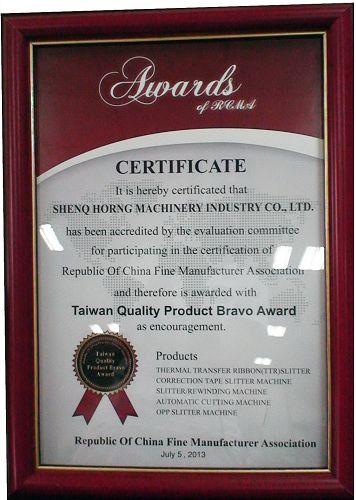 Awards
of RCMA
CERTIFICATE
It is hereby certificated that
SHENQ HORNG MACHINERY INDUSTRY CO., LTD.
has been accredited by the evaluation committee
for participating in the certification of
Republic Of China Fine Manufacturer Association
and therefore is awarded with
Taiwan Quality Product Bravo Award
as encouragement.
Taiwan
Quality
Product Bravo
Award
Products
THERMAL TRANSFER RIBBON(TTR)SLITTER
CORRECTION TAPE SLITTER MACHINE
SLITTER/REWINDING MACHINE
AUTOMATIC CUTTING MACHINE
OPP SLITTER MACHINE
Republic Of China Fine Manufacturer Association
July 5 , 2013